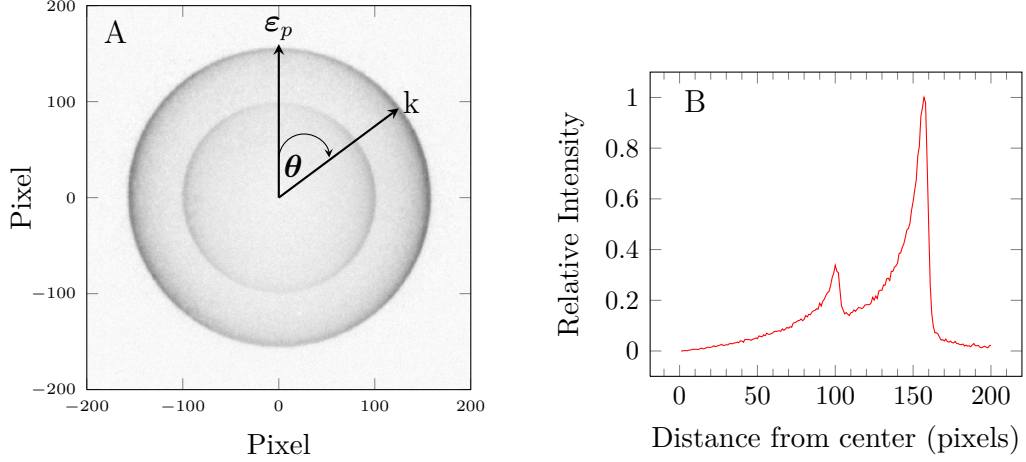 A
200
100
0
−100
−200
−200
−100
0
100
200
Pixel
Pixel
εp
k
θ
B
1
0.8
0.6
0.4
0.2
0
0
50
100
150
200
Relative Intensity
Distance from center (pixels)